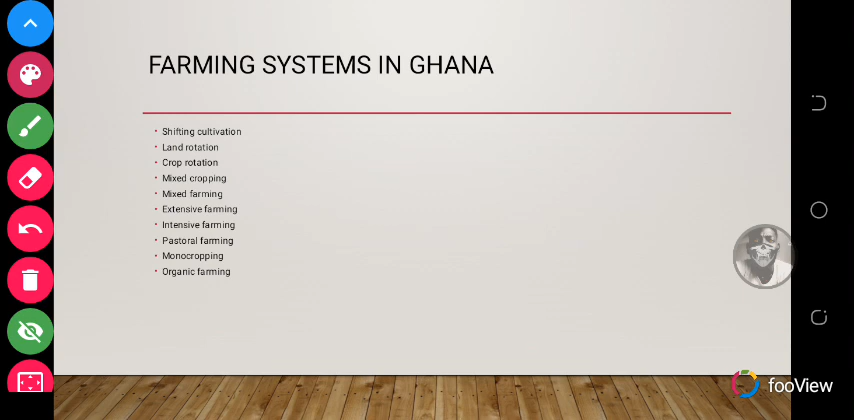 FARMING SYSTEMS IN GHANA
Shifting cultivation
Land rotation
Crop rotation
Mixed cropping
Mixed farming
Extensive farming
Intensive farming
Pastoral farming
Monocropping
Organic farming
fooView